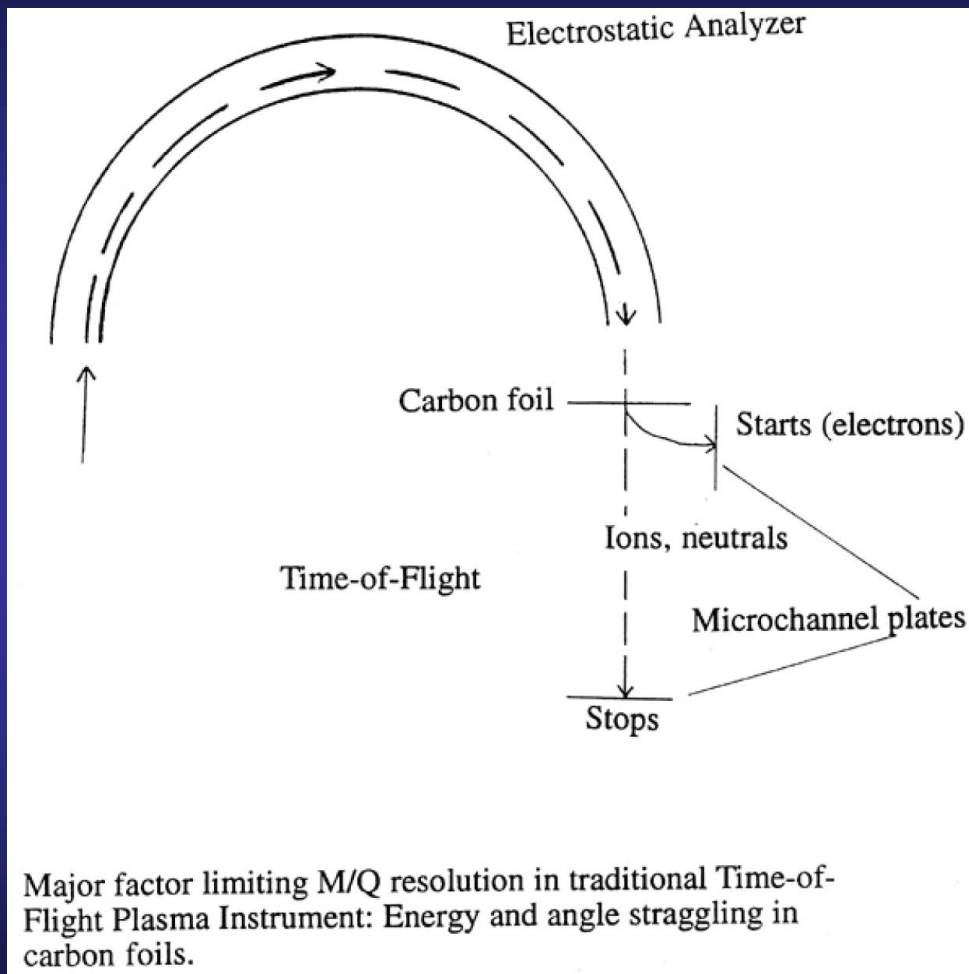 Electrostatic Analyzer
Carbon foil
Starts (electrons)
Ions, neutrals
Time-of-Flight
Microchannel plates
Stops
Major factor limiting M/Q resolution in traditional Time-of-
Flight Plasma Instrument: Energy and angle straggling in
carbon foils.